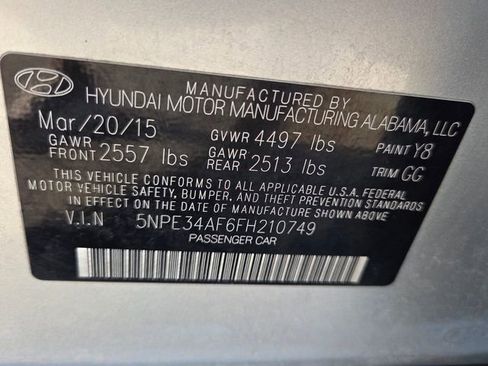 MANUFACTURED BY
HYUNDAI MOTOR MANUFACTURING ALABAMA, LLC
Mar/20/15 GVWR 4497 lbs PAINT Y8
GAWR FRONT 2557 lbs GAWR REAR 2513 lbs TRIM GG
THIS VEHICLE CONFORMS TO ALL APPLICABLE U.S.A. FEDERAL
MOTOR VEHICLE SAFETY, BUMPER, AND THEFT PREVENTION STANDARDS
IN EFFECT ON THE DATE OF MANUFACTURE SHOWN ABOVE.
V.I.N 5NPE34AF6FH210749
PASSENGER CAR